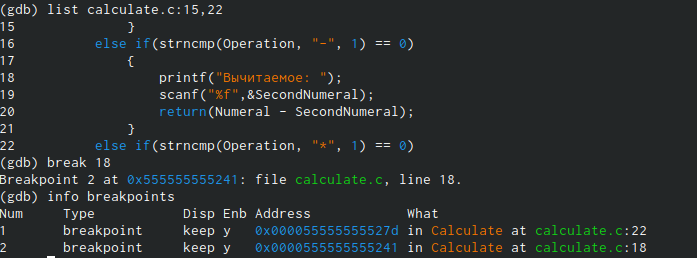 (gdb) list calculate.c:15,22
15              }
16          else if(strncmp(Operation, "-", 1) == 0)
17              {
18                  printf("Вычитаемое: ");
19                  scanf("%f",&SecondNumeral);
20                  return(Numeral - SecondNumeral);
21              }
22          else if(strncmp(Operation, "*", 1) == 0)
(gdb) break 18
Breakpoint 2 at 0x555555555241: file calculate.c, line 18.
(gdb) info breakpoints
Num     Type           Disp Enb Address            What
1       breakpoint     keep y   0x000055555555527d in Calculate at calculate.c:22
2       breakpoint     keep y   0x0000555555555241 in Calculate at calculate.c:18